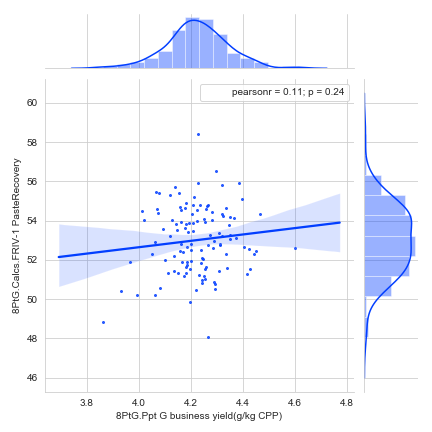 pearsonr = 0.11; p = 0.24
60
58
56
54
52
50
48
46
8PtG.Calcs.FRIV-1 PasteRecovery
3.8 4.0 4.2 4.4 4.6 4.8
8PtG.Ppt G business yield(g/kg CPP)